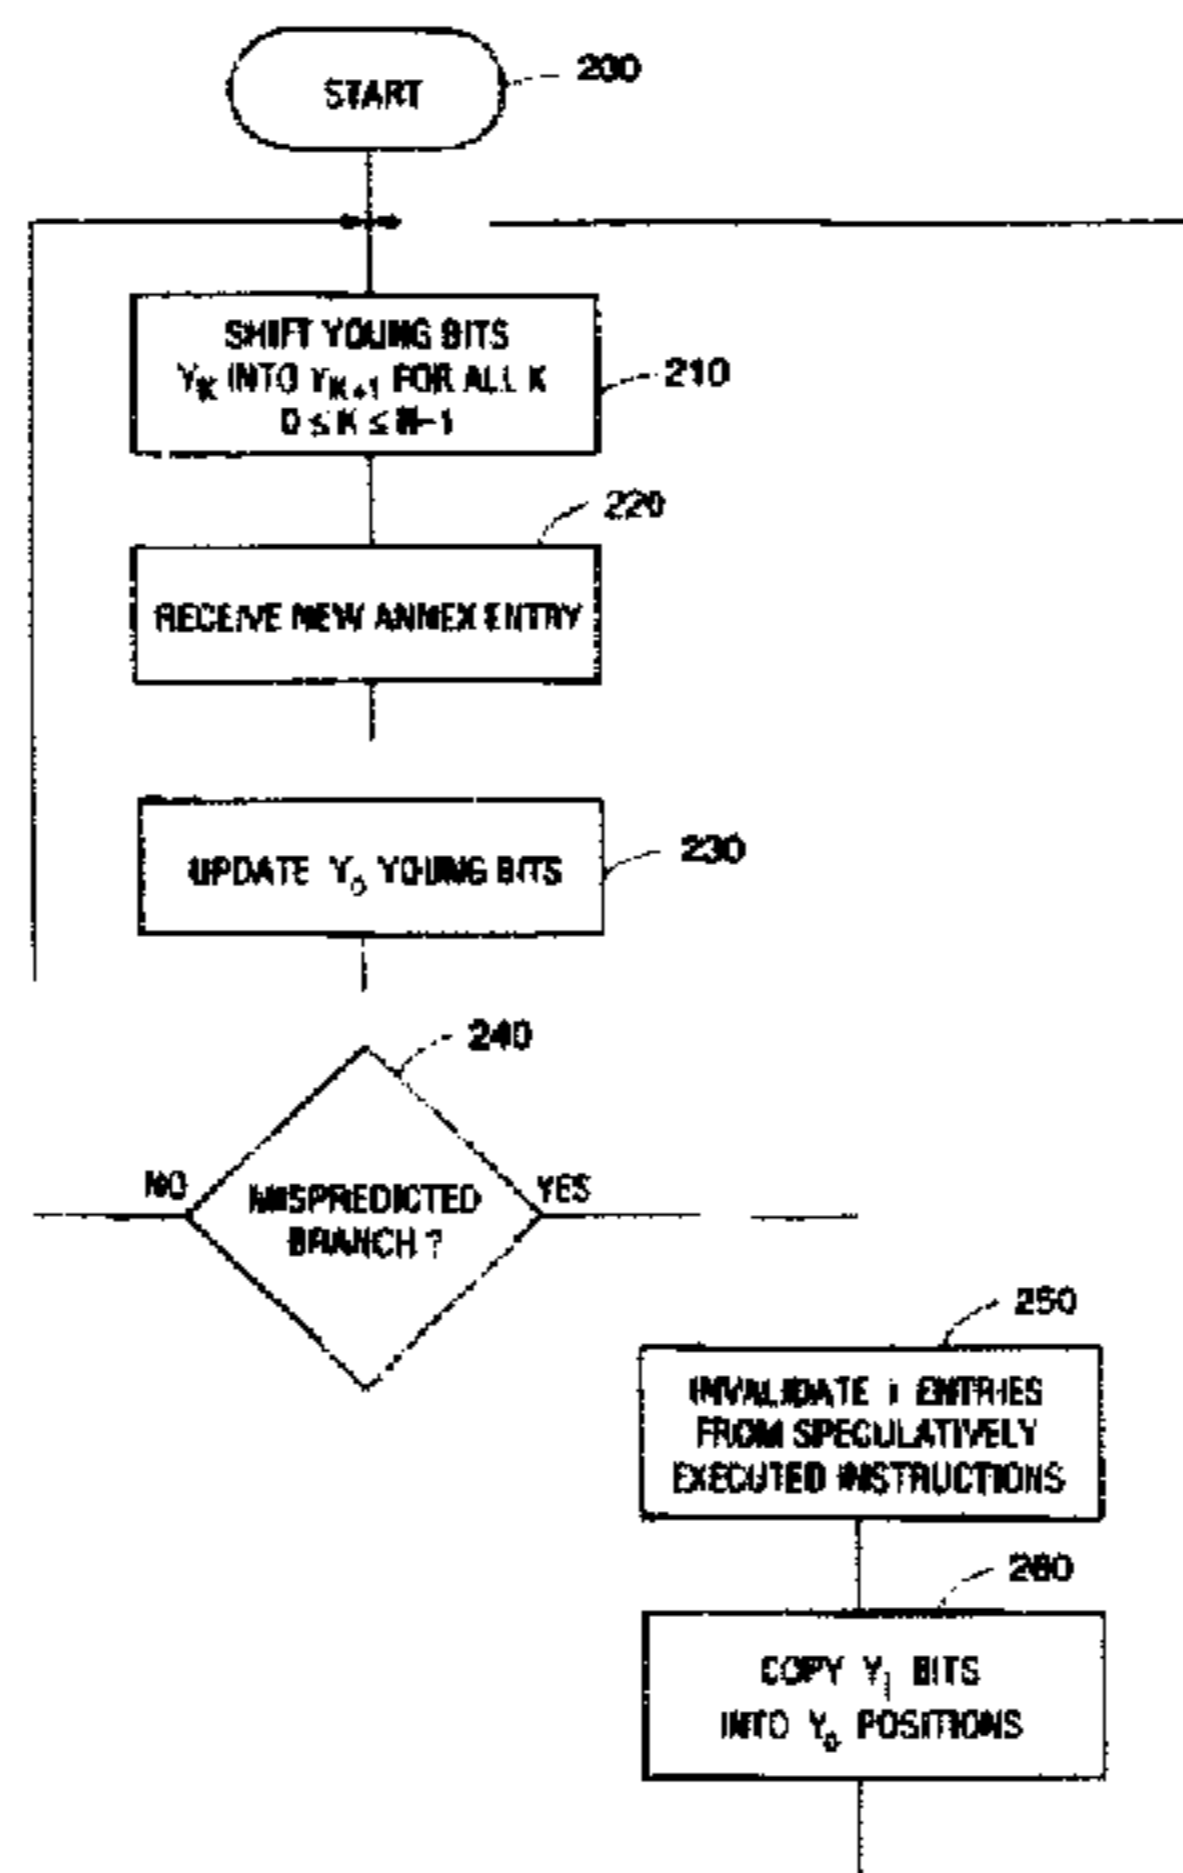 START
200
SHIFT YOUNG BITS
YK INTO YK+1 FOR ALL K
0 ≤ K ≤ N-1
210
220
RECEIVE NEW ANNEX ENTRY
UPDATE Y0 YOUNG BITS
230
240
NO
MISPREDICTED
BRANCH ?
YES
250
INVALIDATE i ENTRIES
FROM SPECULATIVELY
EXECUTED INSTRUCTIONS
260
COPY Yi BITS
INTO Y0 POSITIONS